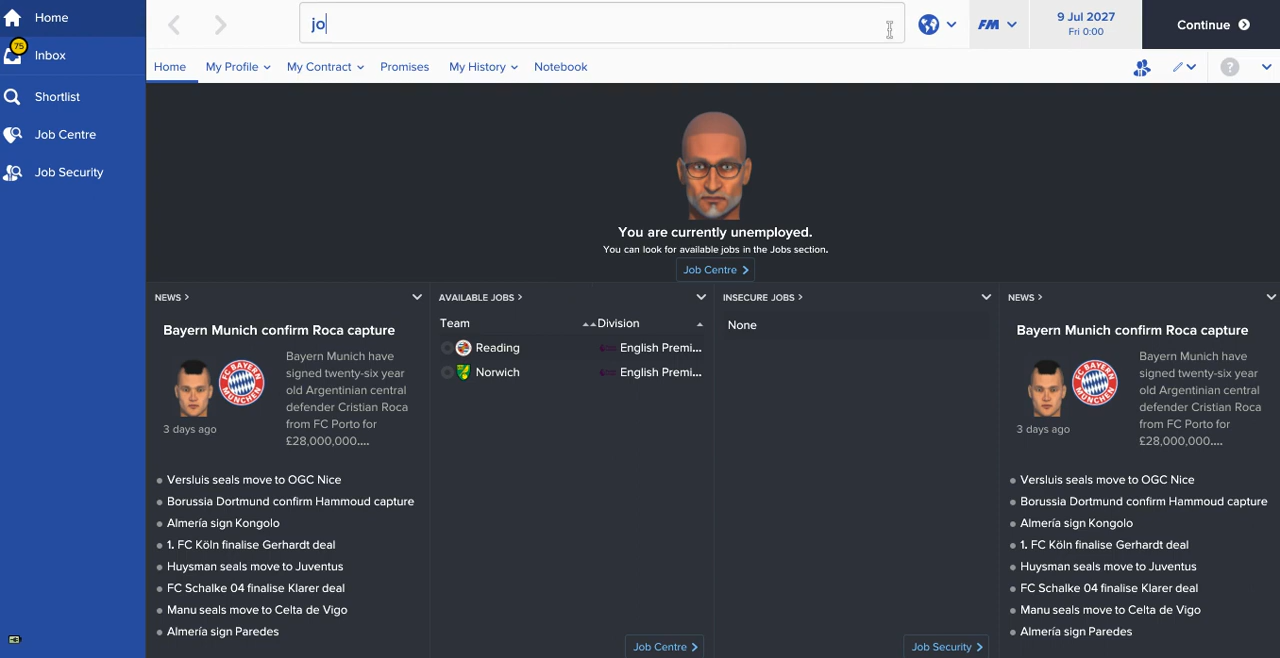 Home
75
Inbox
Shortlist
Job Centre
Job Security
jo
FM
9 Jul 2027
Fri 0:00
Continue
Home
My Profile
My Contract
Promises
My History
Notebook
?
You are currently unemployed.
You can look for available jobs in the Jobs section.
Job Centre
NEWS >
Bayern Munich confirm Roca capture
FC BAYERN
MÜNCHEN
Bayern Munich have
signed twenty-six year
old Argentinian central
defender Cristian Roca
from FC Porto for
£28,000,000....
3 days ago
Versluis seals move to OGC Nice
Borussia Dortmund confirm Hammoud capture
Almería sign Kongolo
1. FC Köln finalise Gerhardt deal
Huysman seals move to Juventus
FC Schalke 04 finalise Klarer deal
Manu seals move to Celta de Vigo
Almería sign Paredes
AVAILABLE JOBS >
Team Division
Reading English Premi...
Norwich English Premi...
Job Centre >
INSECURE JOBS >
None
Job Security >
NEWS >
Bayern Munich confirm Roca capture
FC BAYERN
MÜNCHEN
Bayern Munich have
signed twenty-six year
old Argentinian central
defender Cristian Roca
from FC Porto for
£28,000,000....
3 days ago
Versluis seals move to OGC Nice
Borussia Dortmund confirm Hammoud capture
Almería sign Kongolo
1. FC Köln finalise Gerhardt deal
Huysman seals move to Juventus
FC Schalke 04 finalise Klarer deal
Manu seals move to Celta de Vigo
Almería sign Paredes